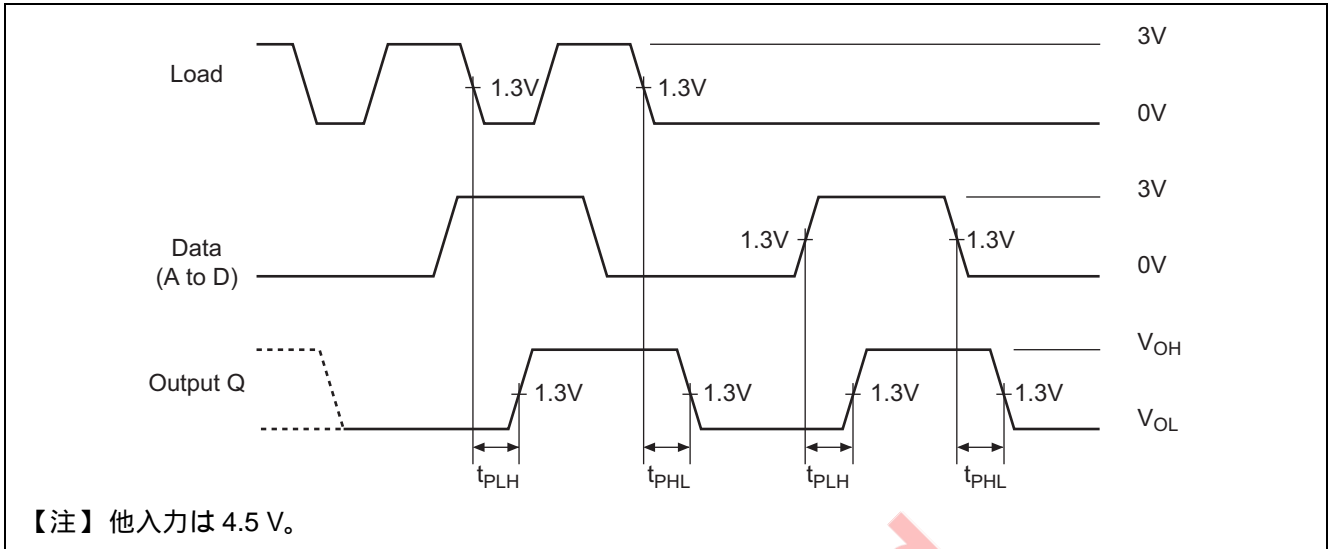 3V
Load
1.3V
1.3V
0V
3V
Data
(A to D)
1.3V
1.3V
0V
VOH
Output Q
1.3V
1.3V
1.3V
1.3V
VOL
tPLH
tPHL
tPLH
tPHL
【注】他入力は 4.5 V。